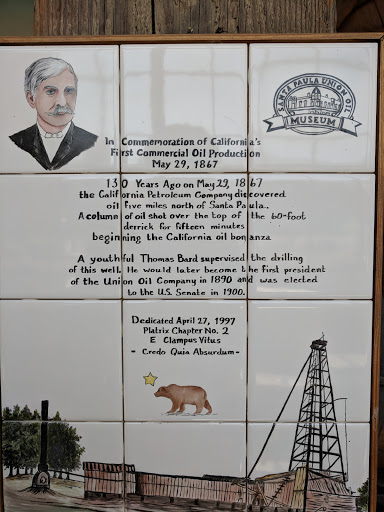 SANTA PAULA UNION OIL
MUSEUM
In Commemoration of California's
First Commercial Oil Production
May 29, 1867
130 Years Ago on May 29, 1867
the California Petroleum Company discovered
oil five miles north of Santa Paula.
A column of oil shot over the top of the 60-foot
derrick for fifteen minutes
beginning the California oil bonanza
A youthful Thomas Bard supervised the drilling
of this well. He would later become the first president
of the Union Oil Company in 1890 and was elected
to the U.S. Senate in 1900.
Dedicated April 27, 1997
Platrix Chapter No. 2
E Clampus Vitus
- Credo Quia Absurdum -